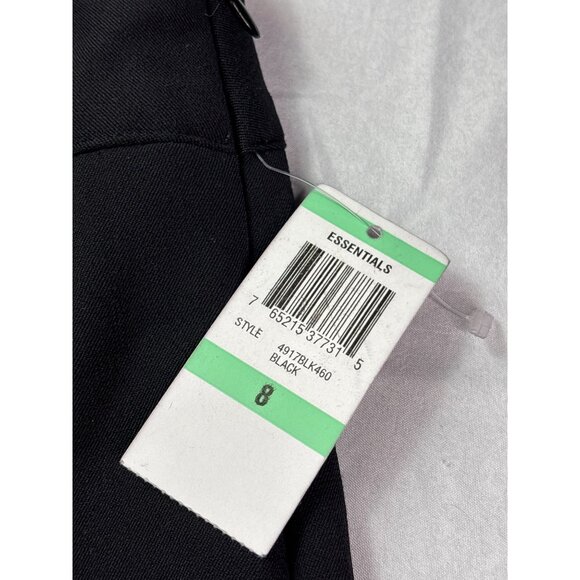 ESSENTIALS
7 65215 37731 5
STYLE 4917BLK460
BLACK
8